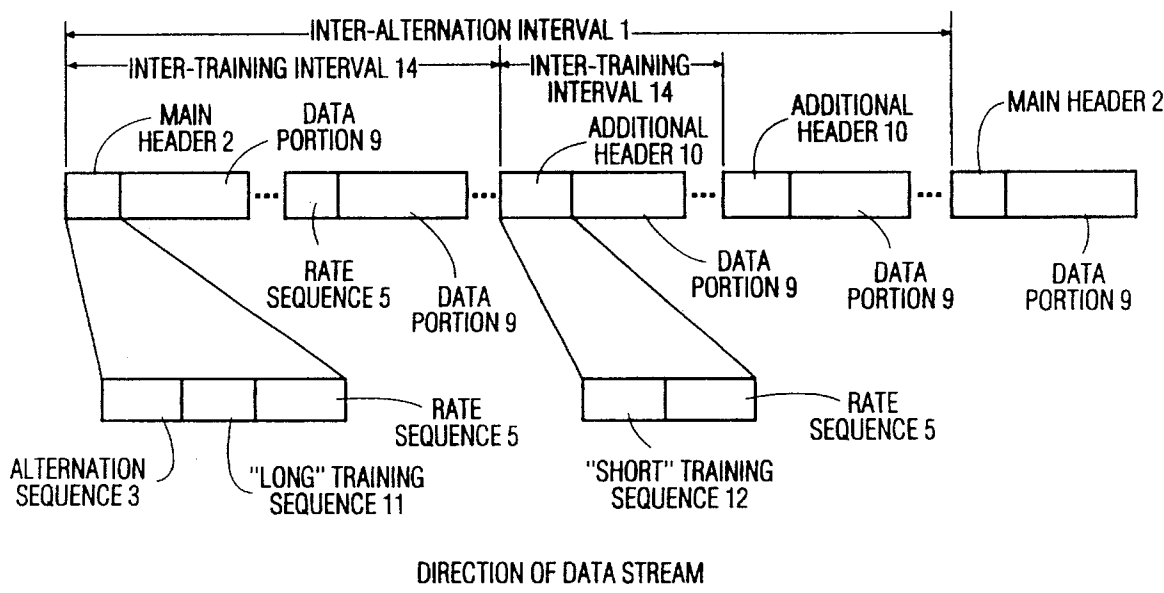 INTER-ALTERNATION INTERVAL 1
INTER-TRAINING INTERVAL 14
INTER-TRAINING
INTERVAL 14
MAIN
HEADER 2
DATA
PORTION 9
ADDITIONAL
HEADER 10
ADDITIONAL
HEADER 10
MAIN HEADER 2
RATE
SEQUENCE 5
DATA
PORTION 9
DATA
PORTION 9
DATA
PORTION 9
DATA
PORTION 9
ALTERNATION
SEQUENCE 3
"LONG" TRAINING
SEQUENCE 11
RATE
SEQUENCE 5
"SHORT" TRAINING
SEQUENCE 12
RATE
SEQUENCE 5
DIRECTION OF DATA STREAM